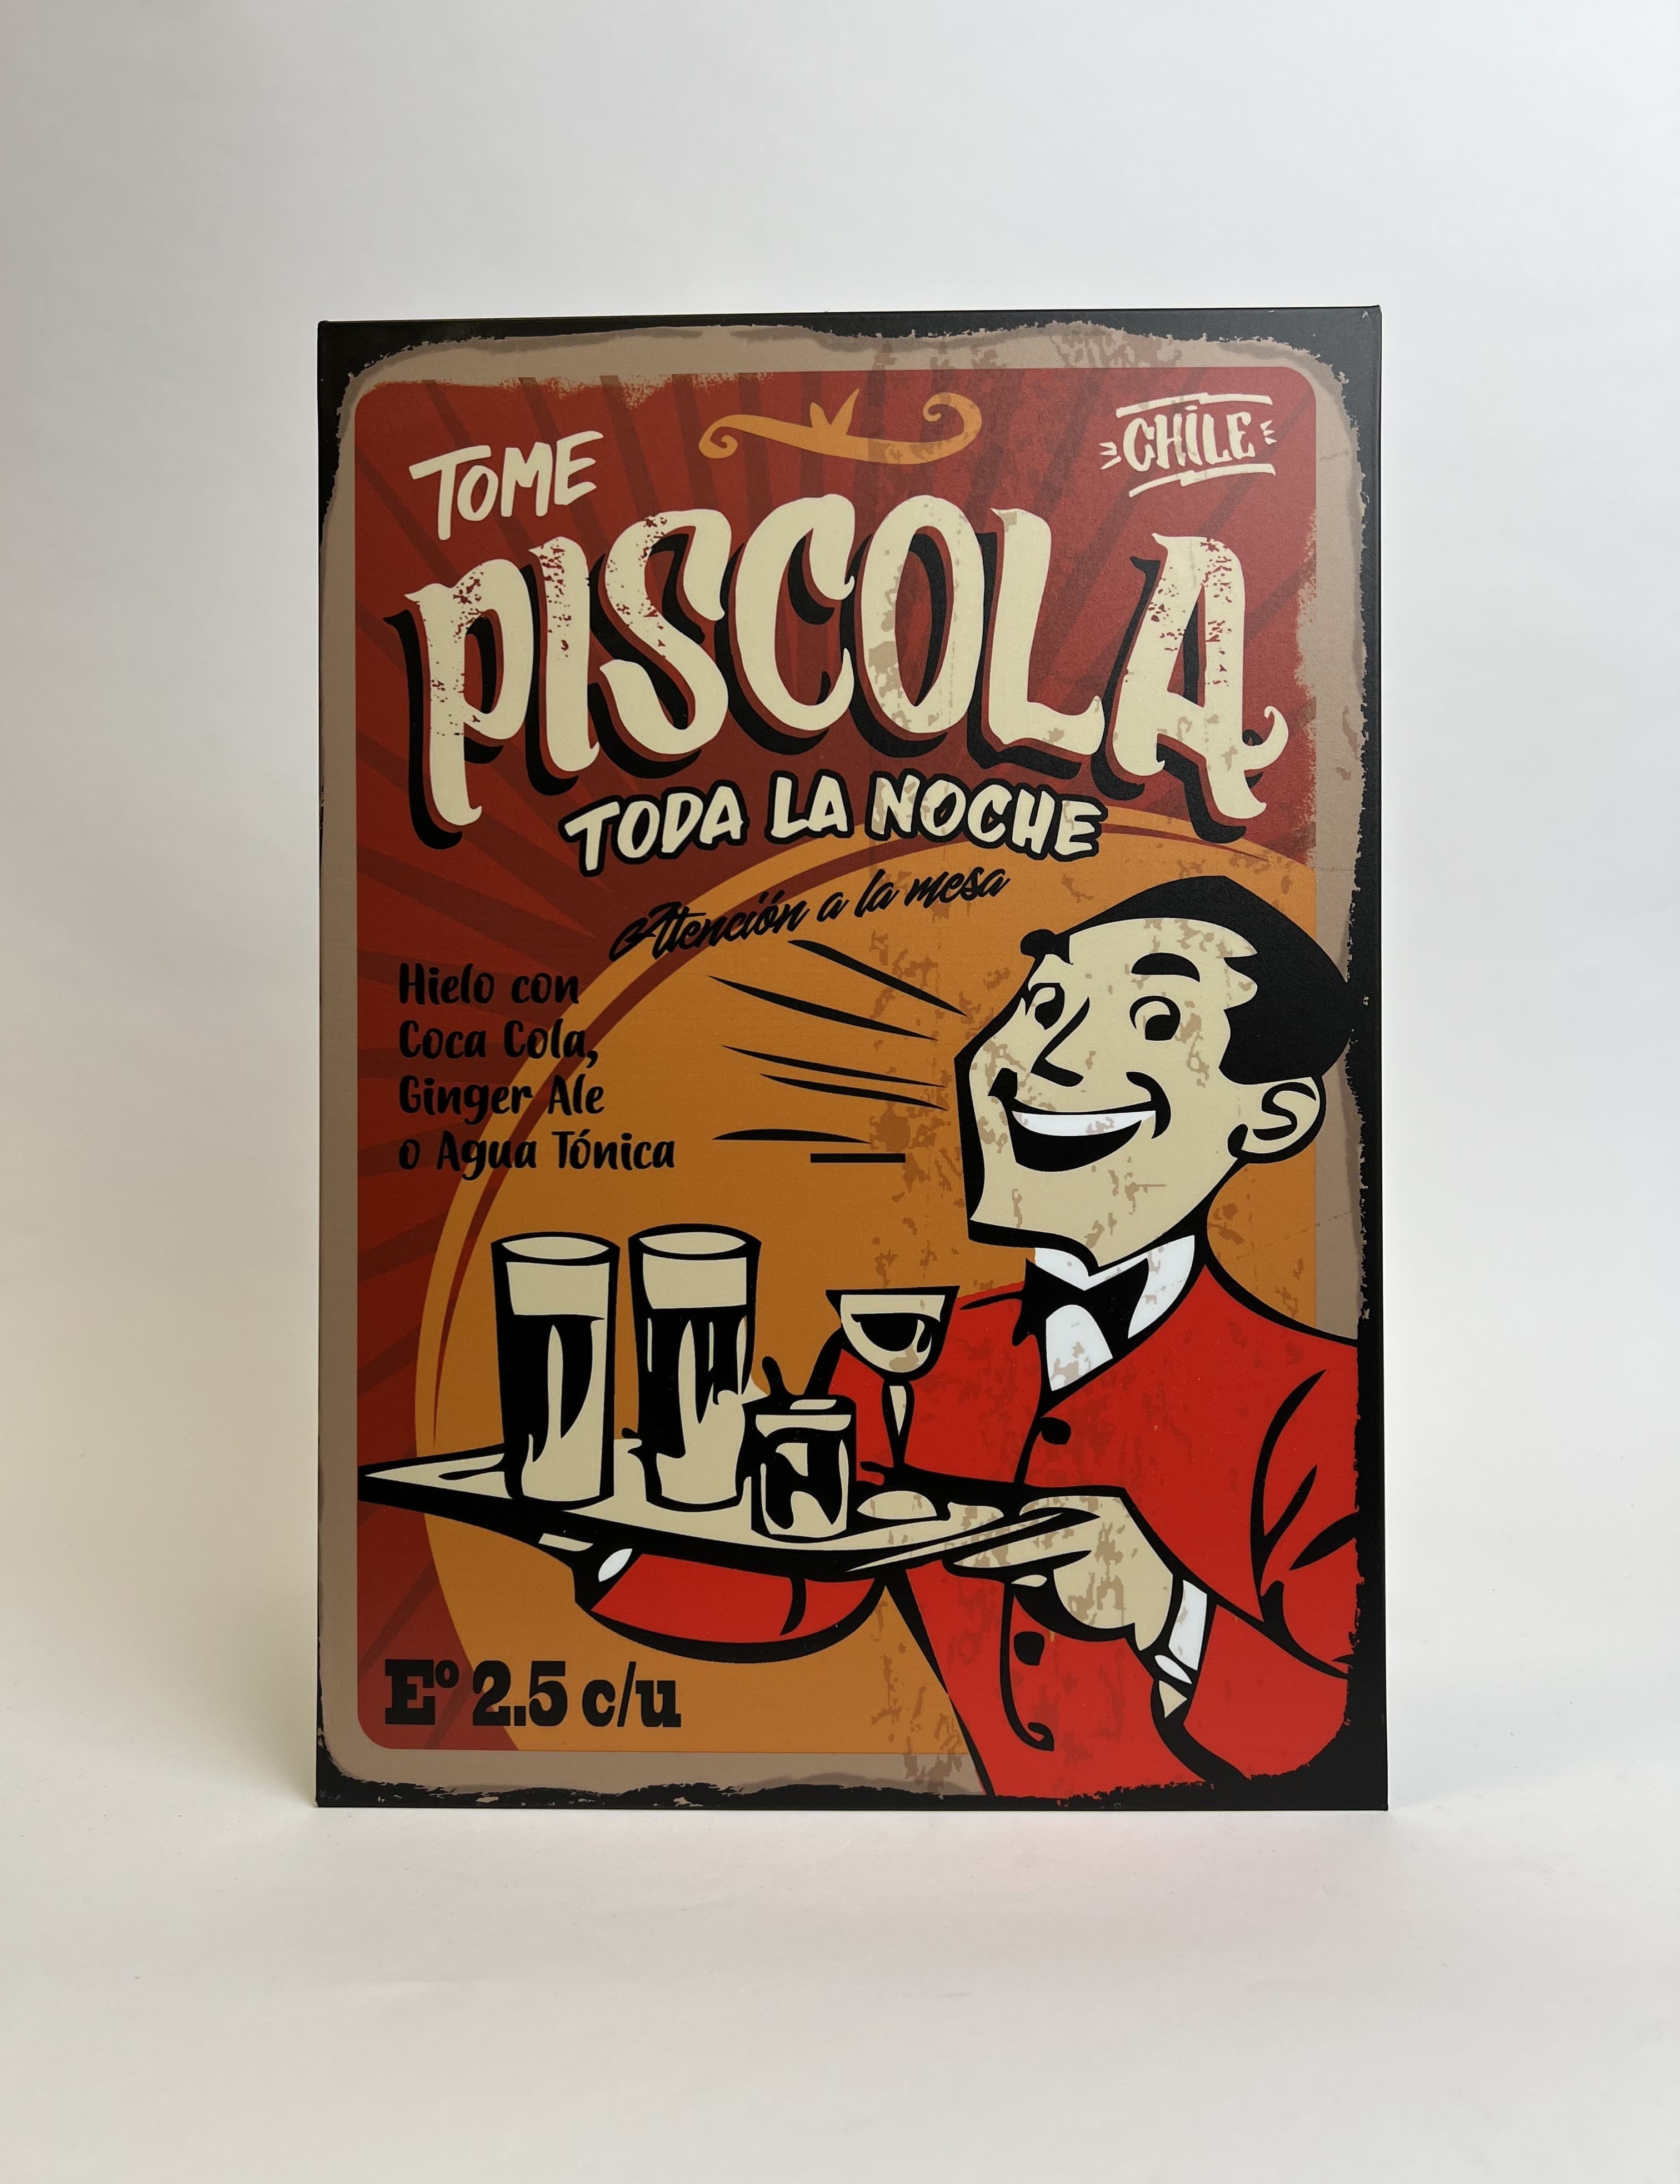 TOME
CHILE
PISCOLA
TODA LA NOCHE
Atención a la mesa
Hielo con
Coca Cola,
Ginger Ale
o Agua Tónica
Eº 2.5 c/u